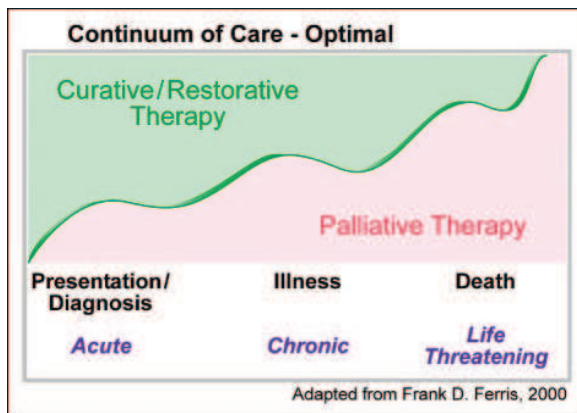 Continuum of Care - Optimal
Curative/Restorative
Therapy
Palliative Therapy
Presentation/
Diagnosis
Illness
Death
Acute
Chronic
Life
Threatening
Adapted from Frank D. Ferris, 2000